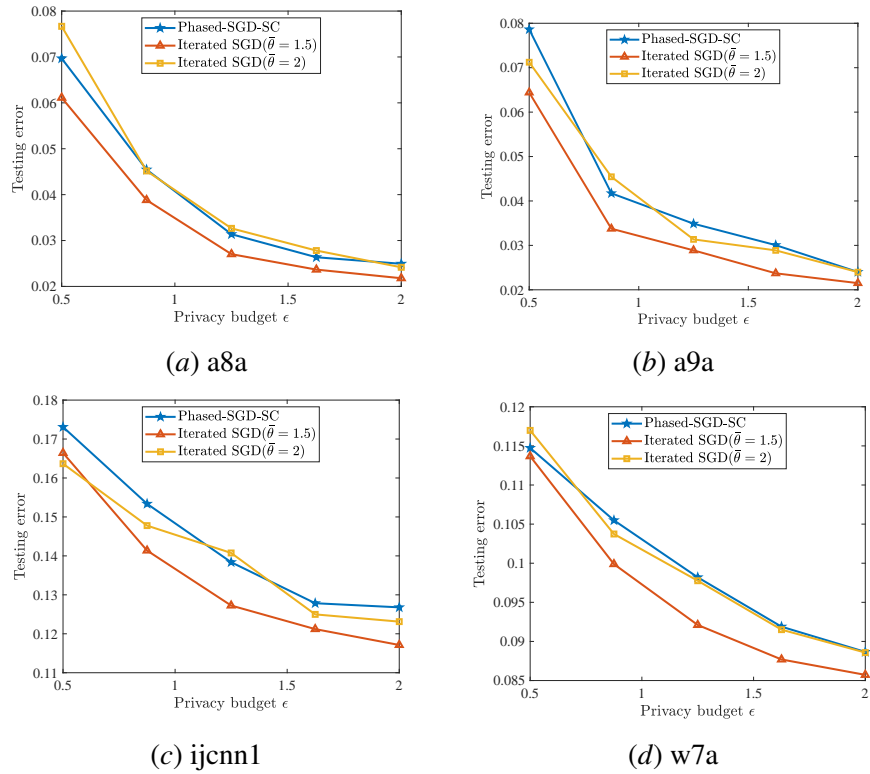 0.08
0.07
0.06
0.05
0.04
0.03
0.02
Testing error
Phased-SGD-SC
Iterated SGD(θ̄ = 1.5)
Iterated SGD(θ̄ = 2)
0.5 1 1.5 2
Privacy budget ϵ
(a) a8a
0.08
0.07
0.06
0.05
0.04
0.03
0.02
Testing error
Phased-SGD-SC
Iterated SGD(θ̄ = 1.5)
Iterated SGD(θ̄ = 2)
0.5 1 1.5 2
Privacy budget ϵ
(b) a9a
0.18
0.17
0.16
0.15
0.14
0.13
0.12
0.11
Testing error
Phased-SGD-SC
Iterated SGD(θ̄ = 1.5)
Iterated SGD(θ̄ = 2)
0.5 1 1.5 2
Privacy budget ϵ
(c) ijcnn1
0.12
0.115
0.11
0.105
0.1
0.095
0.09
0.085
Testing error
Phased-SGD-SC
Iterated SGD(θ̄ = 1.5)
Iterated SGD(θ̄ = 2)
0.5 1 1.5 2
Privacy budget ϵ
(d) w7a